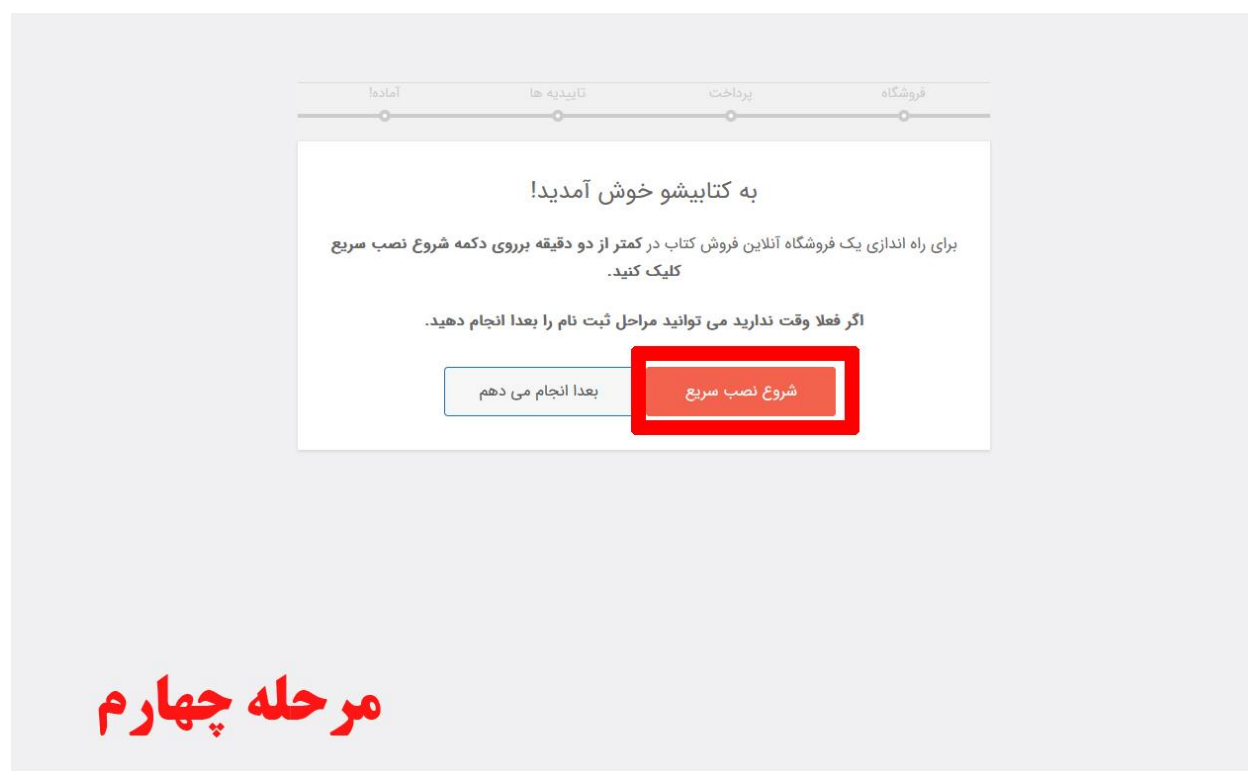 فروشگاه
پرداخت
تاییدیه ها
آماده!
به کتابیشو خوش آمدید!
برای راه اندازی یک فروشگاه آنلاین فروش کتاب در کمتر از دو دقیقه برروی دکمه شروع نصب سریع
کلیک کنید.
اگر فعلا وقت ندارید می توانید مراحل ثبت نام را بعدا انجام دهید.
شروع نصب سریع
بعدا انجام می دهم
مرحله چهارم